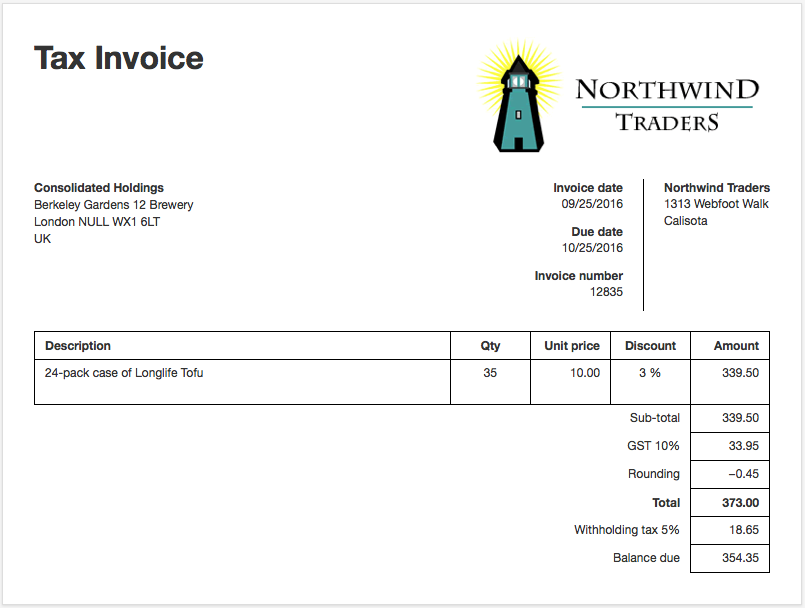 Tax Invoice
NORTHWIND
TRADERS
Consolidated Holdings
Berkeley Gardens 12 Brewery
London NULL WX1 6LT
UK
Invoice date
09/25/2016
Due date
10/25/2016
Invoice number
12835
Northwind Traders
1313 Webfoot Walk
Calisota
Description Qty Unit price Discount Amount
24-pack case of Longlife Tofu 35 10.00 3 % 339.50
Sub-total 339.50
GST 10% 33.95
Rounding −0.45
Total 373.00
Withholding tax 5% 18.65
Balance due 354.35